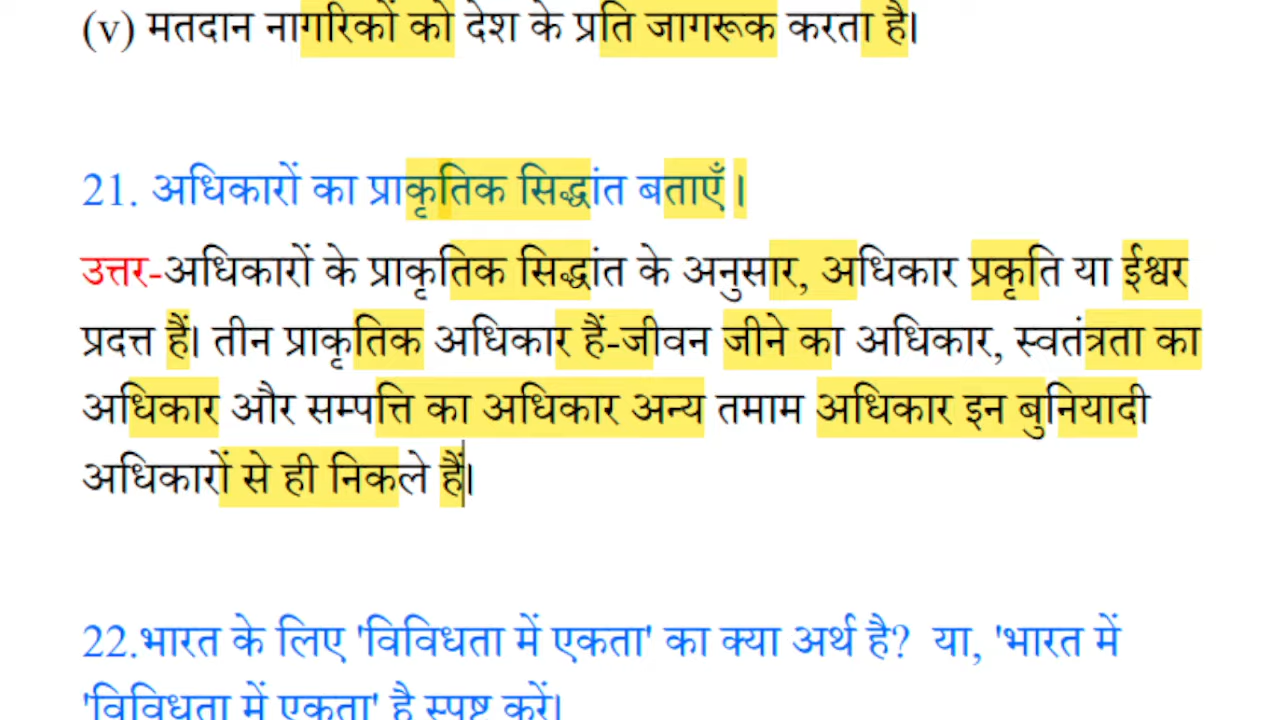 (v) मतदान नागरिकों को देश के प्रति जागरूक करता है।
21. अधिकारों का प्राकृतिक सिद्धांत बताएँ ।
उत्तर-अधिकारों के प्राकृतिक सिद्धांत के अनुसार, अधिकार प्रकृति या ईश्वर
प्रदत्त हैं। तीन प्राकृतिक अधिकार हैं-जीवन जीने का अधिकार, स्वतंत्रता का
अधिकार और सम्पत्ति का अधिकार अन्य तमाम अधिकार इन बुनियादी
अधिकारों से ही निकले हैं।
22.भारत के लिए 'विविधता में एकता' का क्या अर्थ है? या, 'भारत में
'विविधता में एकता' है स्पष्ट करें।